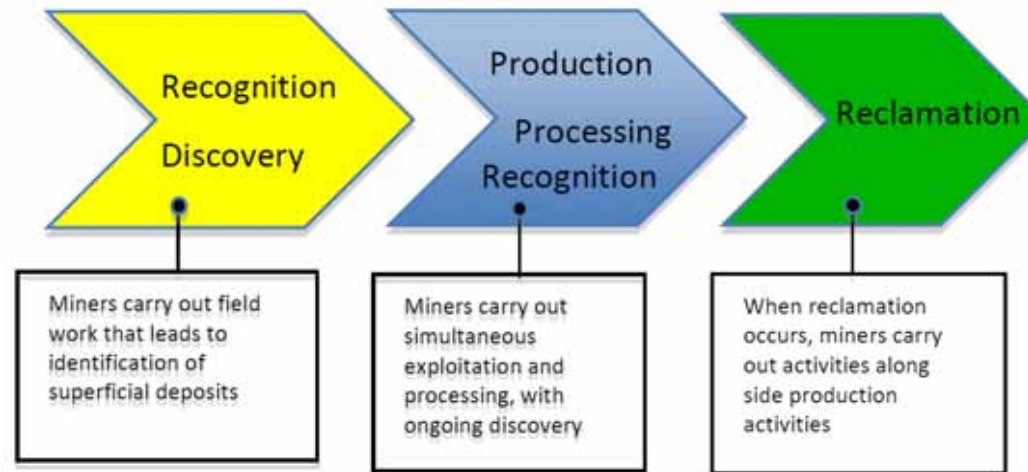 Recognition
Discovery
Production
Processing
Recognition
Reclamation
Miners carry out field
work that leads to
identification of
superficial deposits
Miners carry out
simultaneous
exploitation and
processing, with
ongoing discovery
When reclamation
occurs, miners carry
out activities along
side production
activities